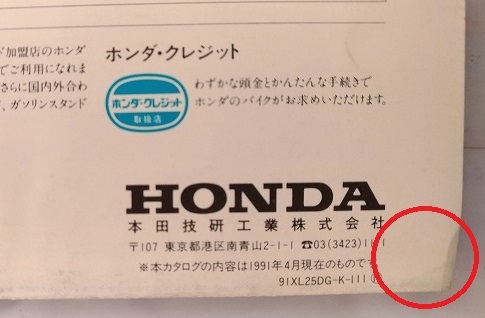 ド加盟店のホンダ
でご利用になれま
さらに国内外合わ
、ガソリンスタンド
ホンダ・クレジット
わずかな頭金とかんたんな手続きで
ホンダのバイクがお求めいただけます。
ホンダ・クレジット
取扱店
HONDA
本田技研工業株式会社
〒107 東京都港区南青山2-1-1 ☎03(3423)1111
※本カタログの内容は1991年4月現在のものです
91XL25DG-K-111